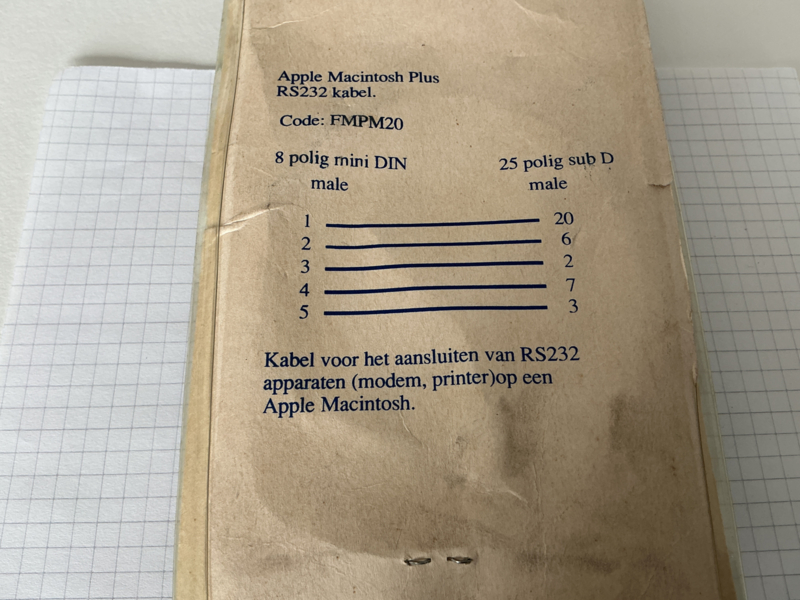 Apple Macintosh Plus
RS232 kabel.
Code: FMPM20
8 polig mini DIN 25 polig sub D
male male
1 20
2 6
3 2
4 7
5 3
Kabel voor het aansluiten van RS232
apparaten (modem, printer)op een
Apple Macintosh.